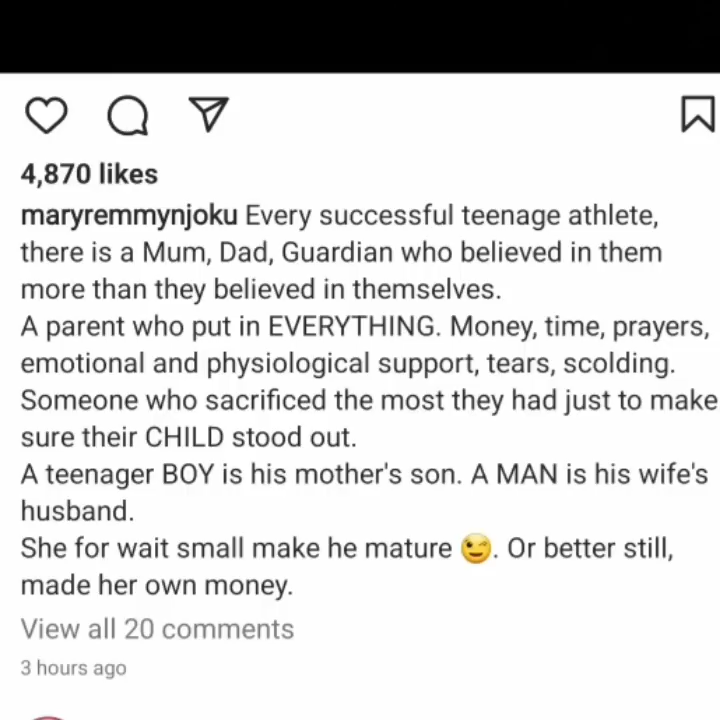 4,870 likes
maryremmynjoku Every successful teenage athlete,
there is a Mum, Dad, Guardian who believed in them
more than they believed in themselves.
A parent who put in EVERYTHING. Money, time, prayers,
emotional and physiological support, tears, scolding.
Someone who sacrificed the most they had just to make
sure their CHILD stood out.
A teenager BOY is his mother's son. A MAN is his wife's
husband.
She for wait small make he mature 😉. Or better still,
made her own money.
View all 20 comments
3 hours ago